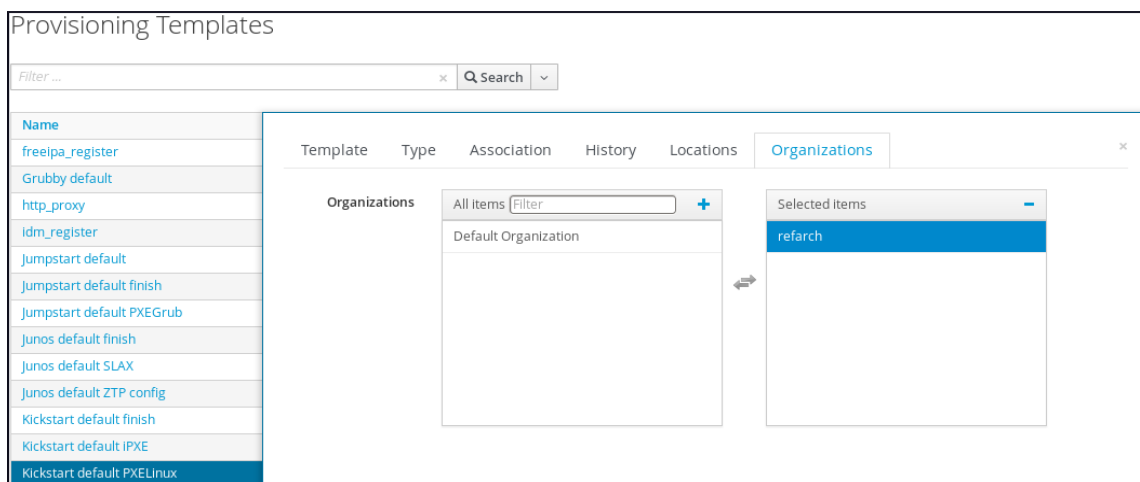 Provisioning Templates
Filter ... × Search
Name
freeipa_register
Grubby default
http_proxy
idm_register
Jumpstart default
Jumpstart default finish
Jumpstart default PXEGrub
Junos default finish
Junos default SLAX
Junos default ZTP config
Kickstart default finish
Kickstart default iPXE
Kickstart default PXELinux
Template Type Association History Locations Organizations ×
Organizations
All items Filter +
Default Organization
Selected items −
refarch